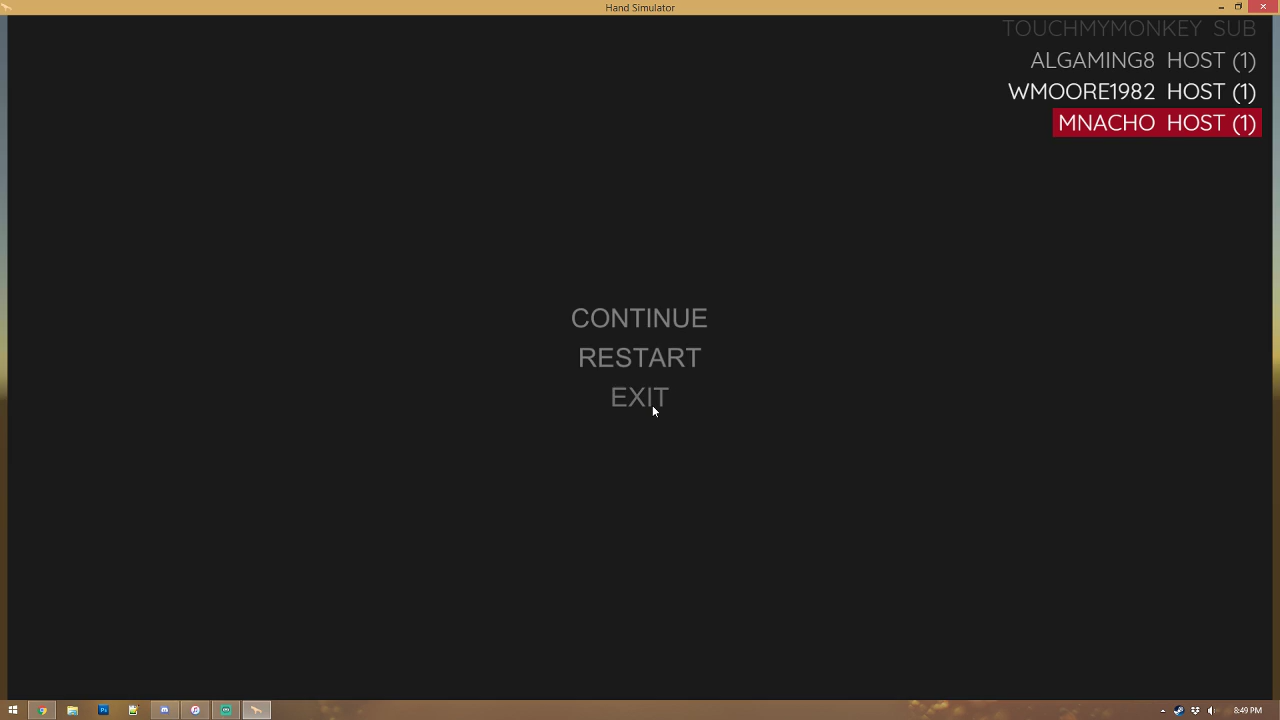 Hand Simulator
TOUCHMYMONKEY SUB
ALGAMING8 HOST (1)
WMOORE1982 HOST (1)
MNACHO HOST (1)
CONTINUE
RESTART
EXIT
8:49 PM